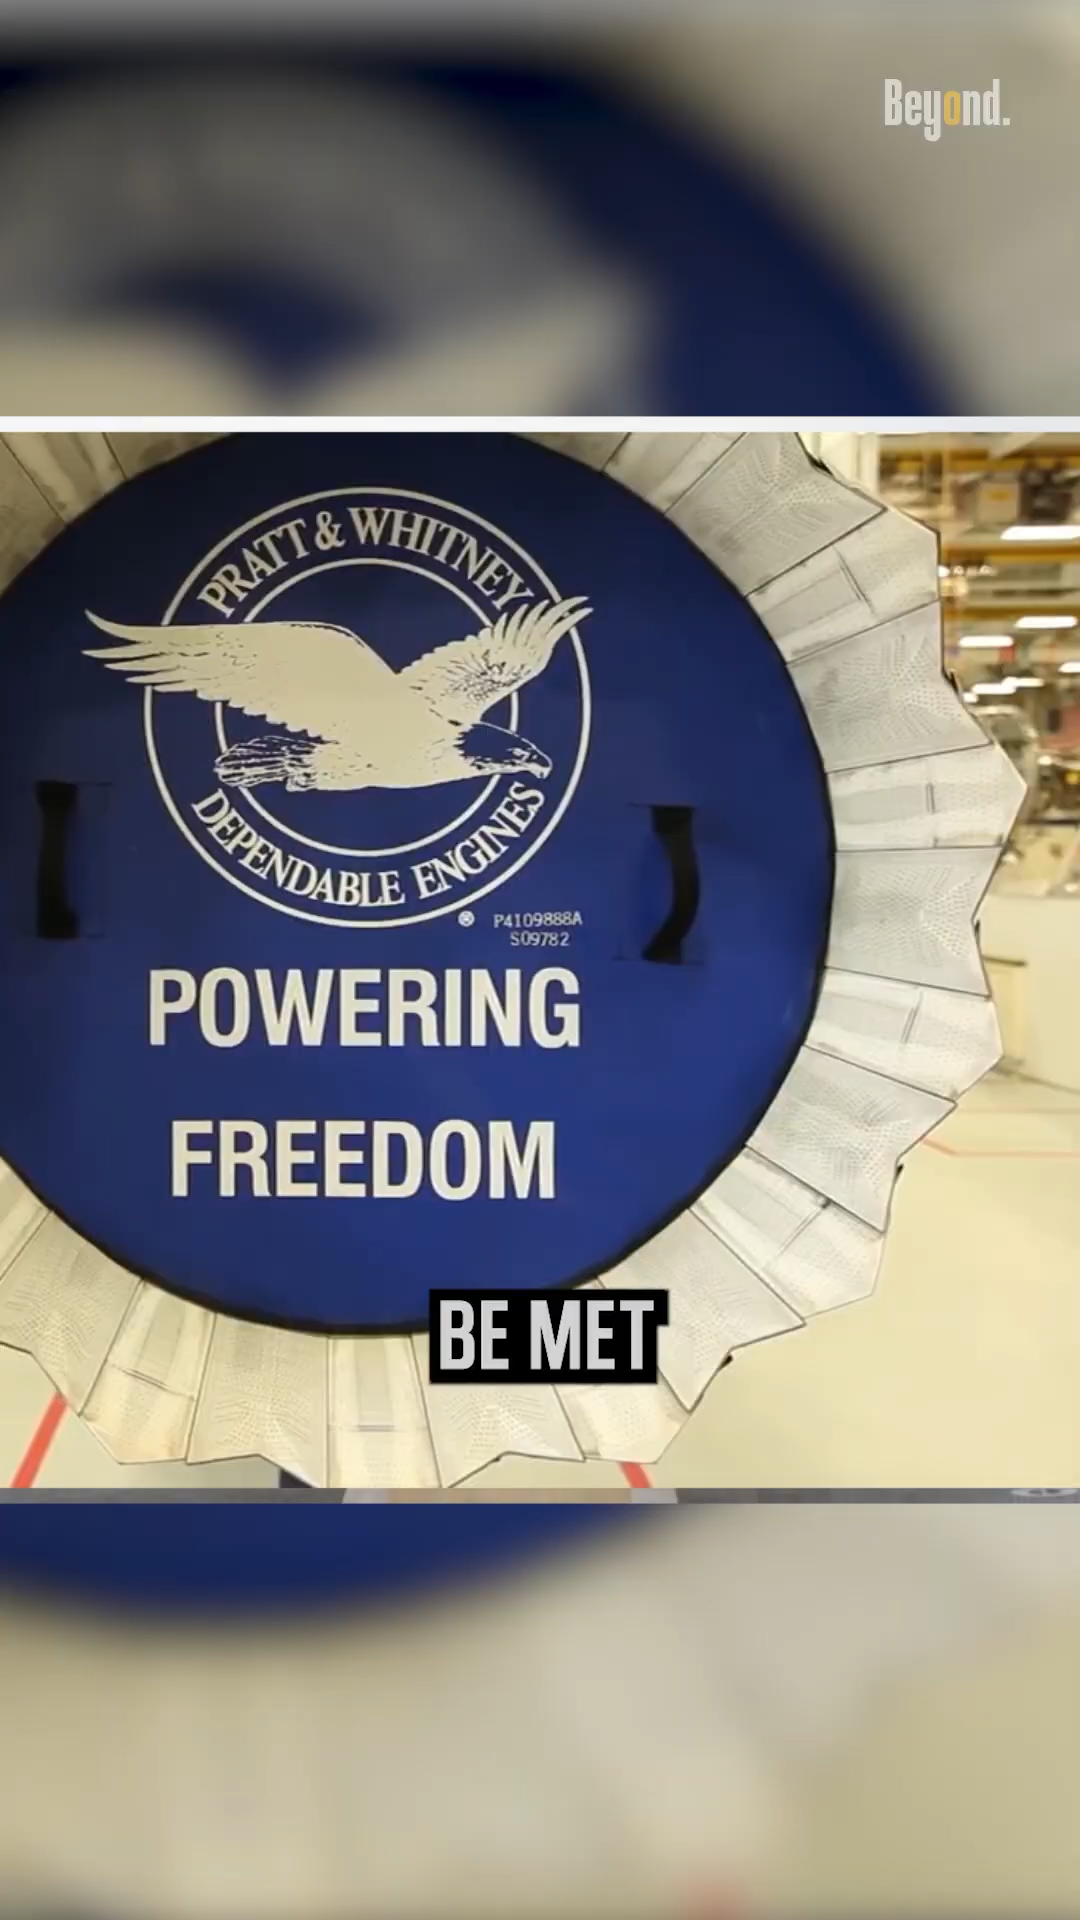 Beyond.
PRATT & WHITNEY
DEPENDABLE ENGINES
®
P4109888A
S09782
POWERING
FREEDOM
BE MET